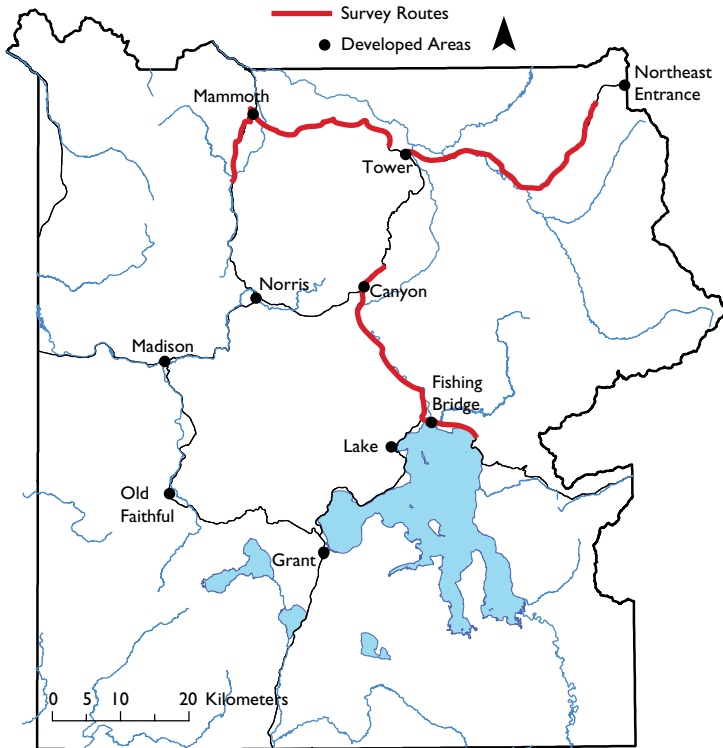 Survey Routes
Developed Areas
Northeast
Entrance
Mammoth
Tower
Norris
Canyon
Madison
Fishing
Bridge
Lake
Old
Faithful
Grant
0 5 10 20 Kilometers